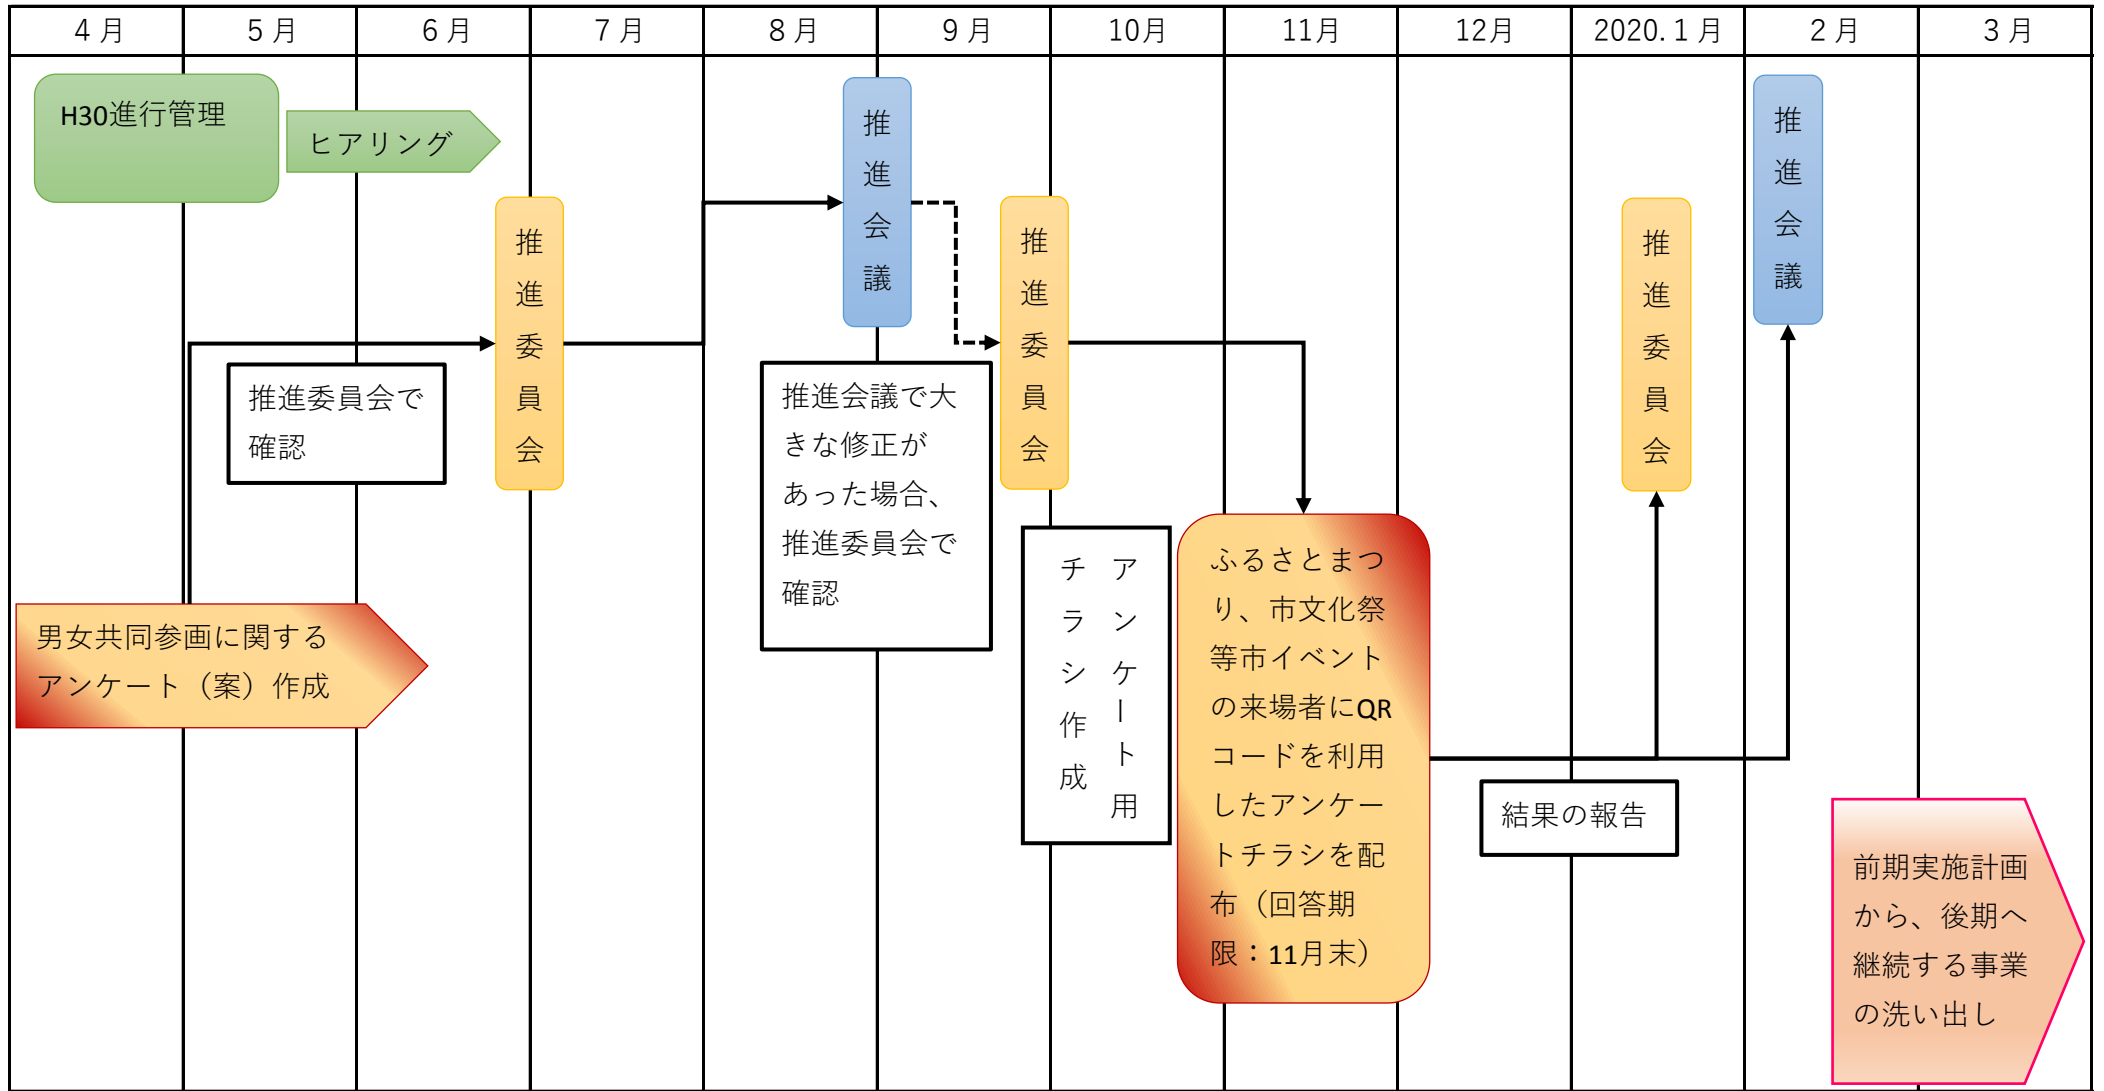 4月 5月 6月 7月 8月 9月 10月 11月 12月 2020.1月 2月 3月
H30進行管理
ヒアリング
推進委員会
推進会議
推進委員会
推進委員会
推進会議
推進委員会で
確認
推進会議で大
きな修正が
あった場合、
推進委員会で
確認
アンケート用
チラシ作成
男女共同参画に関する
アンケート（案）作成
ふるさとまつ
り、市文化祭
等市イベント
の来場者にQR
コードを利用
したアンケー
トチラシを配
布（回答期
限：11月末）
結果の報告
前期実施計画
から、後期へ
継続する事業
の洗い出し